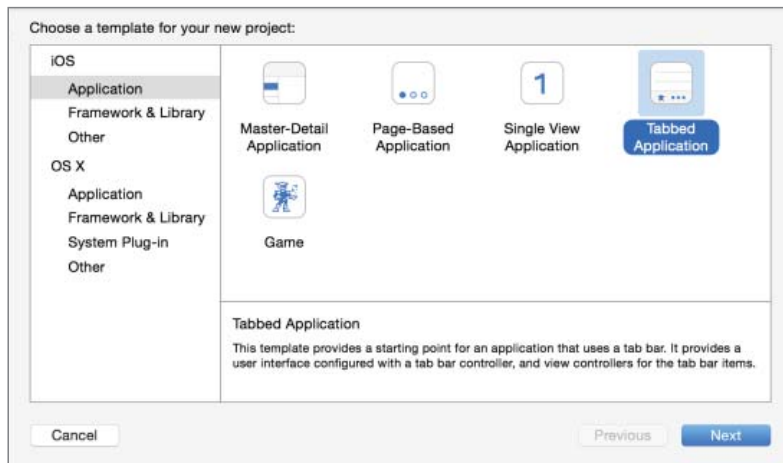 Choose a template for your new project:
iOS
Application
Framework & Library
Other
OS X
Application
Framework & Library
System Plug-in
Other
Master-Detail
Application
Page-Based
Application
1
Single View
Application
Tabbed
Application
Game
Tabbed Application
This template provides a starting point for an application that uses a tab bar. It provides a
user interface configured with a tab bar controller, and view controllers for the tab bar items.
Cancel
Previous
Next